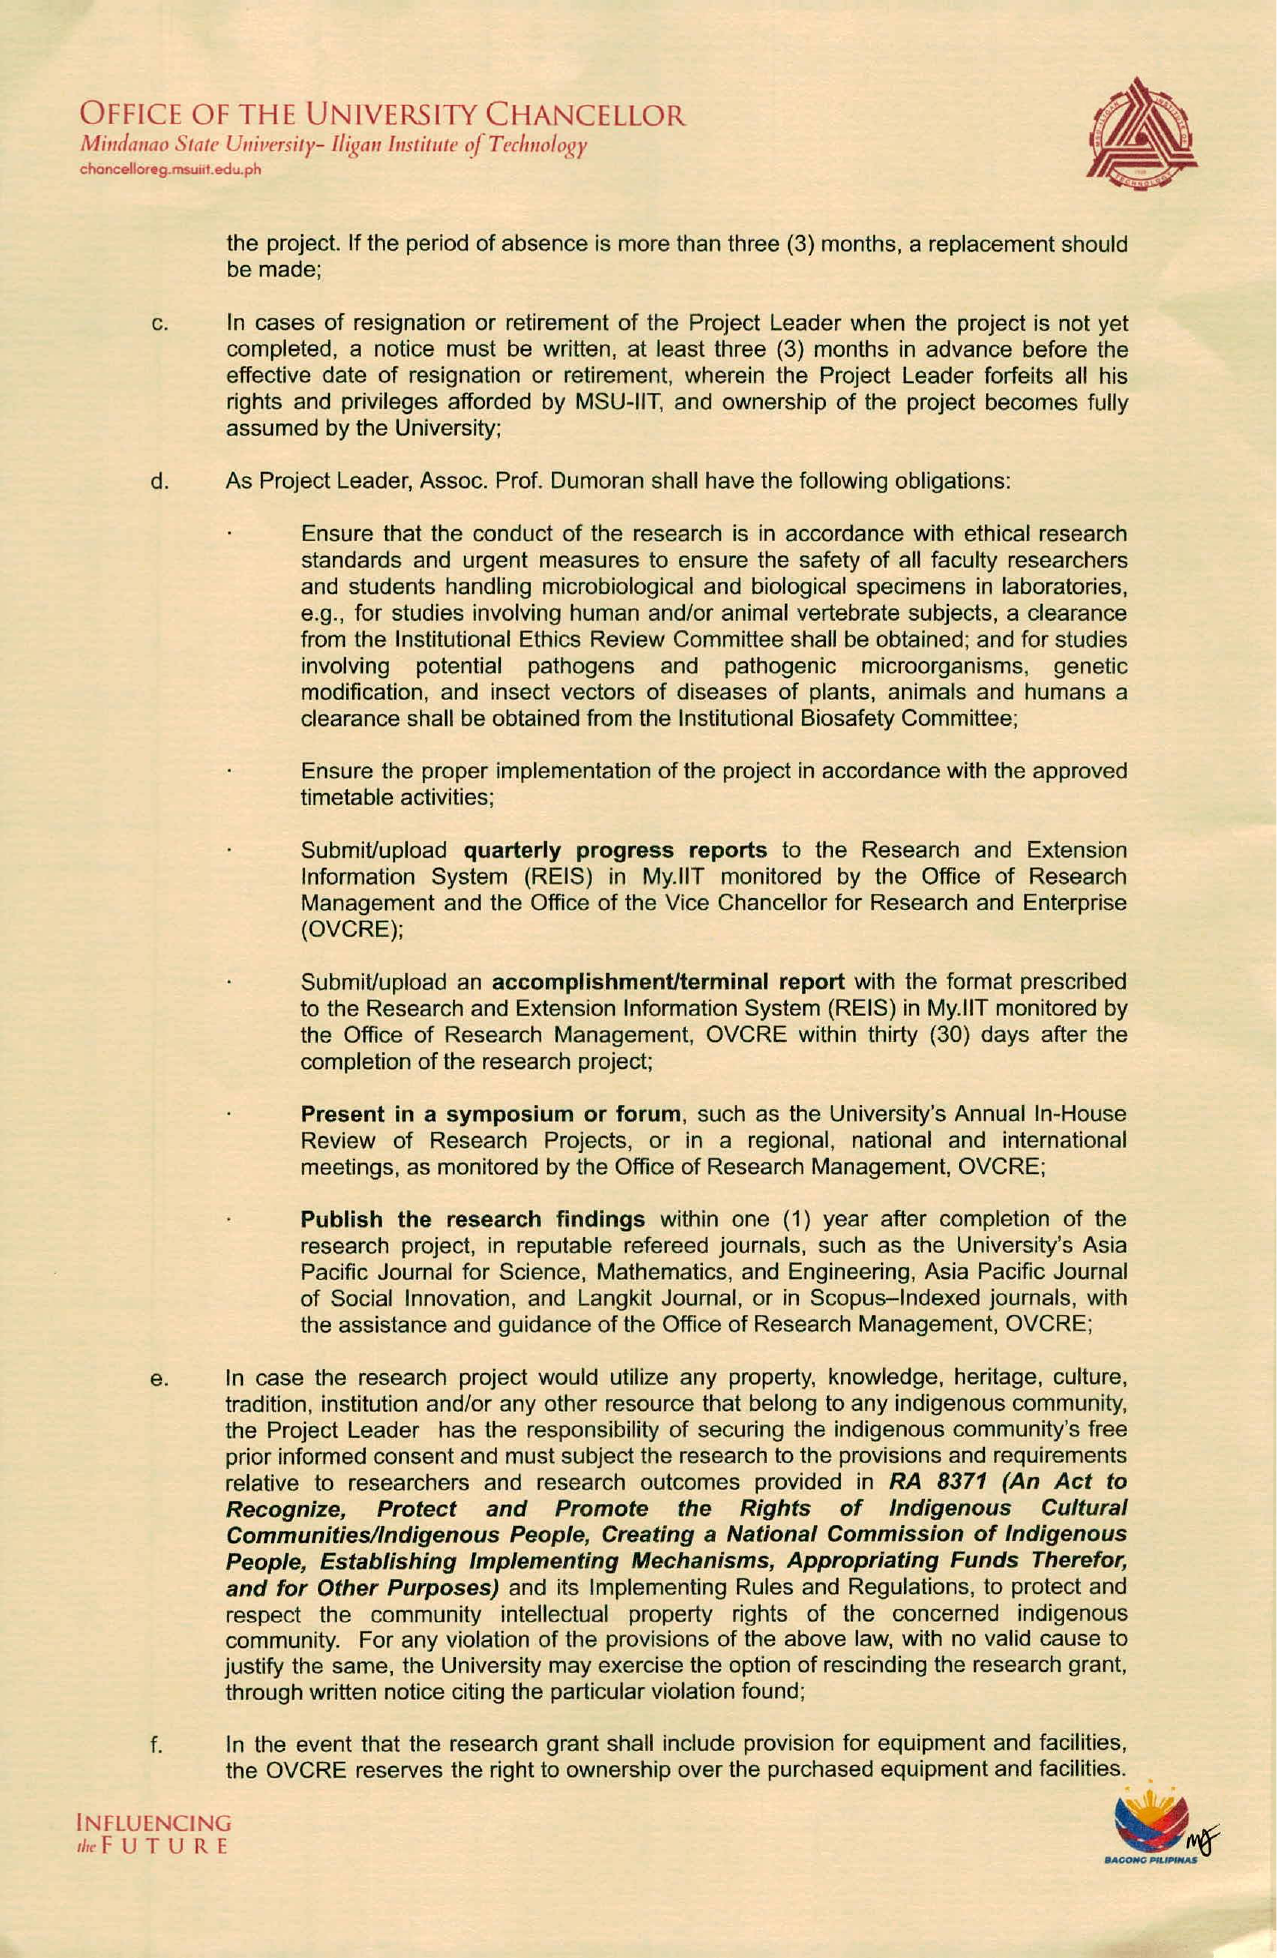 OFFICE OF THE UNIVERSITY CHANCELLOR
Mindanao State University- Iligan Institute of Technology
chancelloreg.msuiit.edu.ph
the project. If the period of absence is more than three (3) months, a replacement should
be made;
c. In cases of resignation or retirement of the Project Leader when the project is not yet
completed, a notice must be written, at least three (3) months in advance before the
effective date of resignation or retirement, wherein the Project Leader forfeits all his
rights and privileges afforded by MSU-IIT, and ownership of the project becomes fully
assumed by the University;
d. As Project Leader, Assoc. Prof. Dumoran shall have the following obligations:
· Ensure that the conduct of the research is in accordance with ethical research
standards and urgent measures to ensure the safety of all faculty researchers
and students handling microbiological and biological specimens in laboratories,
e.g., for studies involving human and/or animal vertebrate subjects, a clearance
from the Institutional Ethics Review Committee shall be obtained; and for studies
involving potential pathogens and pathogenic microorganisms, genetic
modification, and insect vectors of diseases of plants, animals and humans a
clearance shall be obtained from the Institutional Biosafety Committee;
· Ensure the proper implementation of the project in accordance with the approved
timetable activities;
· Submit/upload quarterly progress reports to the Research and Extension
Information System (REIS) in My.IIT monitored by the Office of Research
Management and the Office of the Vice Chancellor for Research and Enterprise
(OVCRE);
· Submit/upload an accomplishment/terminal report with the format prescribed
to the Research and Extension Information System (REIS) in My.IIT monitored by
the Office of Research Management, OVCRE within thirty (30) days after the
completion of the research project;
· Present in a symposium or forum, such as the University's Annual In-House
Review of Research Projects, or in a regional, national and international
meetings, as monitored by the Office of Research Management, OVCRE;
· Publish the research findings within one (1) year after completion of the
research project, in reputable refereed journals, such as the University's Asia
Pacific Journal for Science, Mathematics, and Engineering, Asia Pacific Journal
of Social Innovation, and Langkit Journal, or in Scopus–Indexed journals, with
the assistance and guidance of the Office of Research Management, OVCRE;
e. In case the research project would utilize any property, knowledge, heritage, culture,
tradition, institution and/or any other resource that belong to any indigenous community,
the Project Leader has the responsibility of securing the indigenous community's free
prior informed consent and must subject the research to the provisions and requirements
relative to researchers and research outcomes provided in RA 8371 (An Act to
Recognize, Protect and Promote the Rights of Indigenous Cultural
Communities/Indigenous People, Creating a National Commission of Indigenous
People, Establishing Implementing Mechanisms, Appropriating Funds Therefor,
and for Other Purposes) and its Implementing Rules and Regulations, to protect and
respect the community intellectual property rights of the concerned indigenous
community. For any violation of the provisions of the above law, with no valid cause to
justify the same, the University may exercise the option of rescinding the research grant,
through written notice citing the particular violation found;
f. In the event that the research grant shall include provision for equipment and facilities,
the OVCRE reserves the right to ownership over the purchased equipment and facilities.
INFLUENCING
the FUTURE
BAGONG PILIPINAS